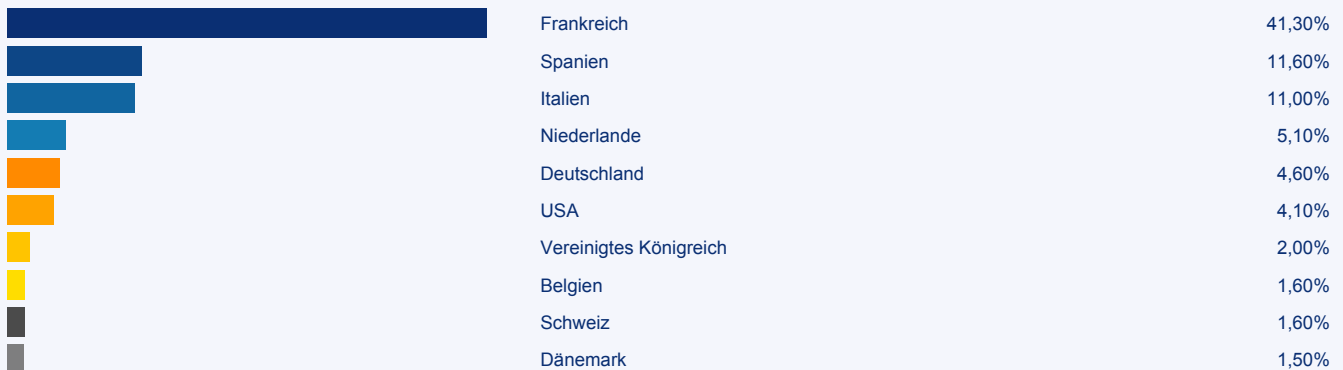 Frankreich 41,30%
Spanien 11,60%
Italien 11,00%
Niederlande 5,10%
Deutschland 4,60%
USA 4,10%
Vereinigtes Königreich 2,00%
Belgien 1,60%
Schweiz 1,60%
Dänemark 1,50%